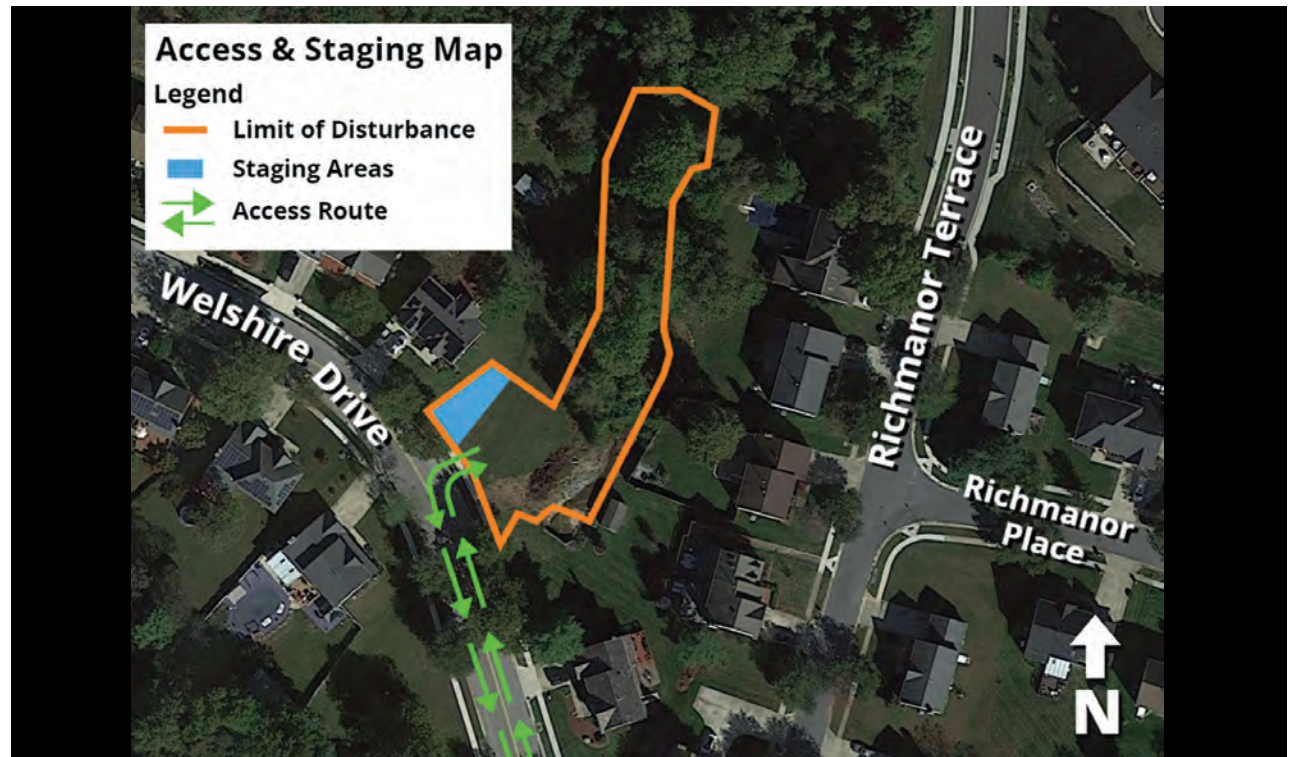 Access & Staging Map
Legend
Limit of Disturbance
Staging Areas
Access Route
Welshire Drive
Richmanor Terrace
Richmanor
Place
N